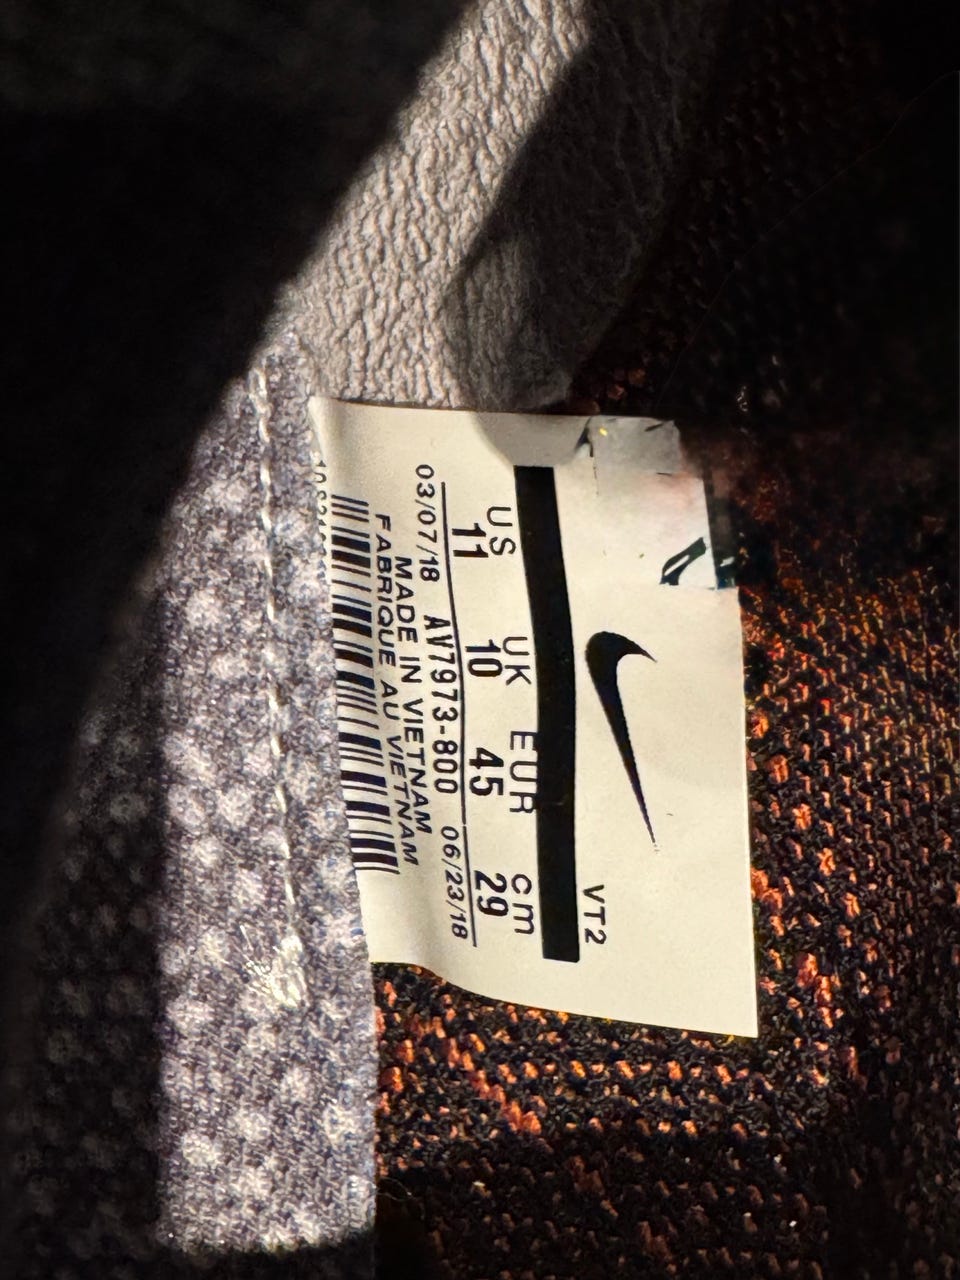 VT2
US UK EUR cm
11 10 45 29
03/07/18 AV7973-800 06/23/18
MADE IN VIETNAM
FABRIQUE AU VIETNAM